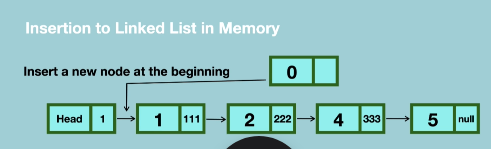 Insertion to Linked List in Memory
Insert a new node at the beginning
0
Head 1 1 111 2 222 4 333 5 null